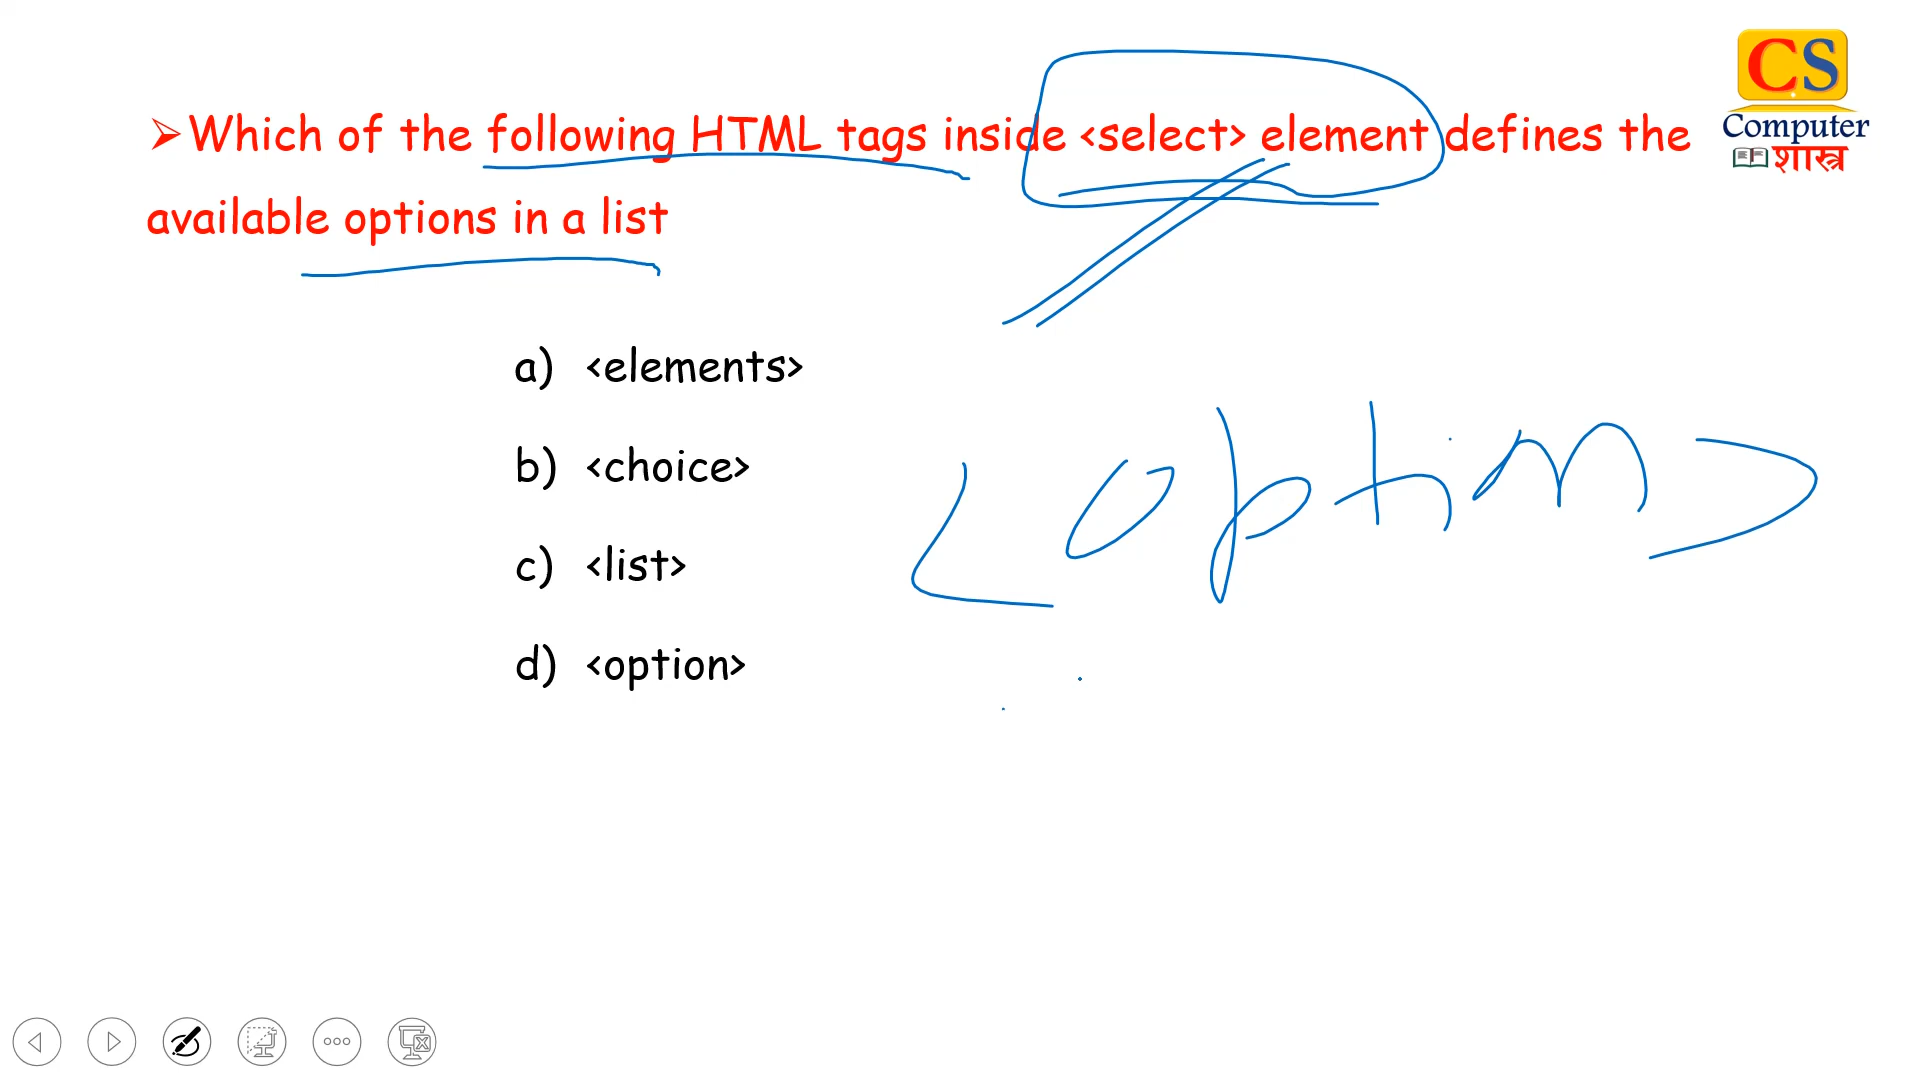 ➢Which of the following HTML tags inside <select> element defines the
available options in a list
CS
Computer
शास्त्र
a) <elements>
b) <choice>
c) <list>
d) <option>
<option>